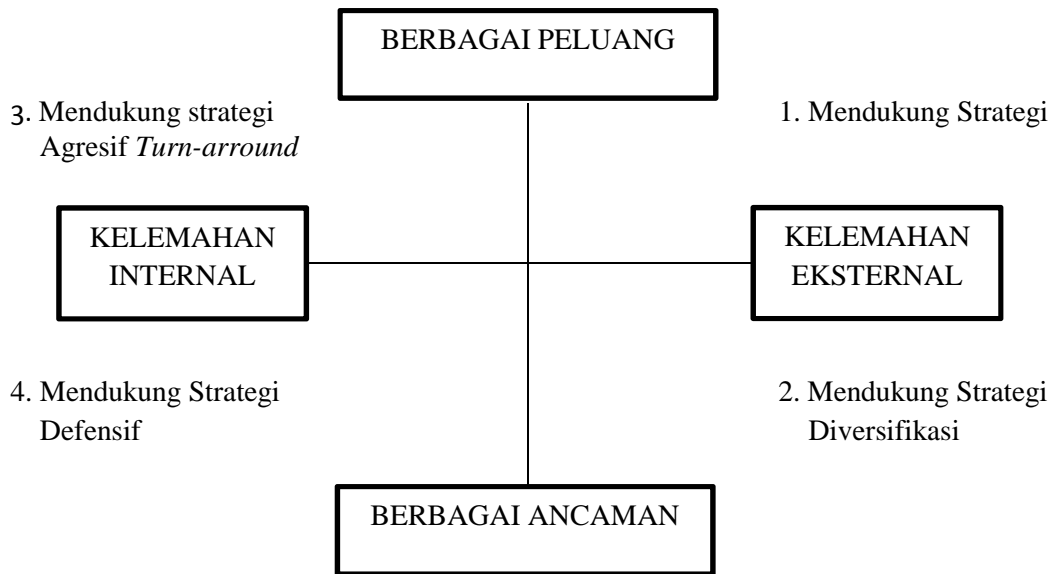 BERBAGAI PELUANG
3. Mendukung strategi
Agresif Turn-arround
1. Mendukung Strategi
KELEMAHAN
INTERNAL
KELEMAHAN
EKSTERNAL
4. Mendukung Strategi
Defensif
2. Mendukung Strategi
Diversifikasi
BERBAGAI ANCAMAN